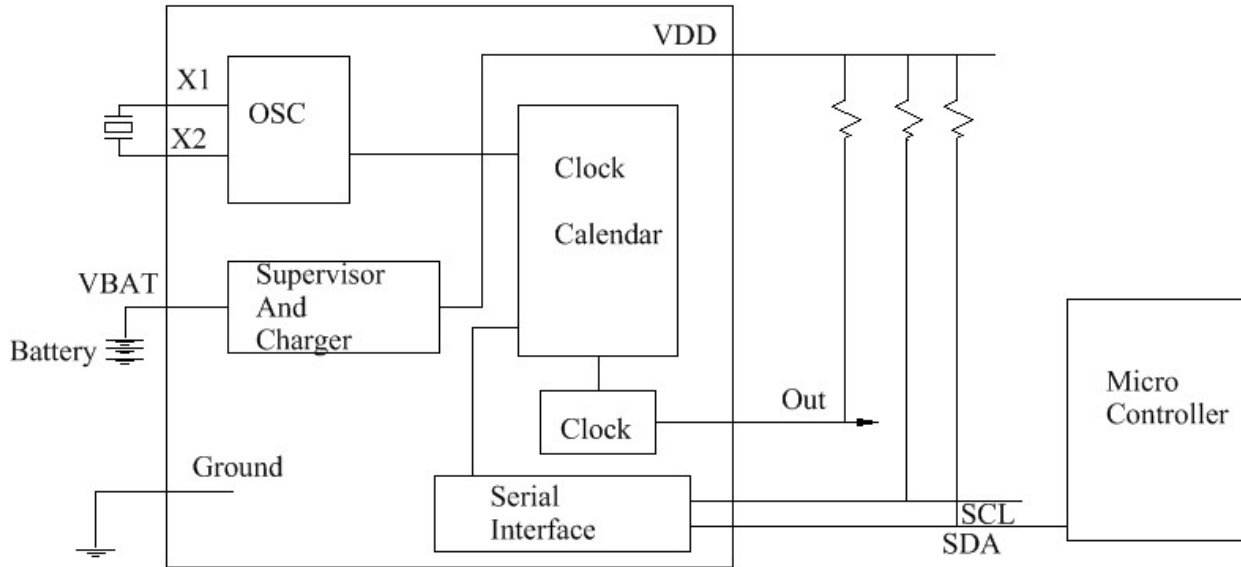 VDD
X1
OSC
X2
Clock
Calendar
VBAT
Supervisor
And
Charger
Battery
Micro
Controller
Out
Clock
Ground
Serial
Interface
SCL
SDA